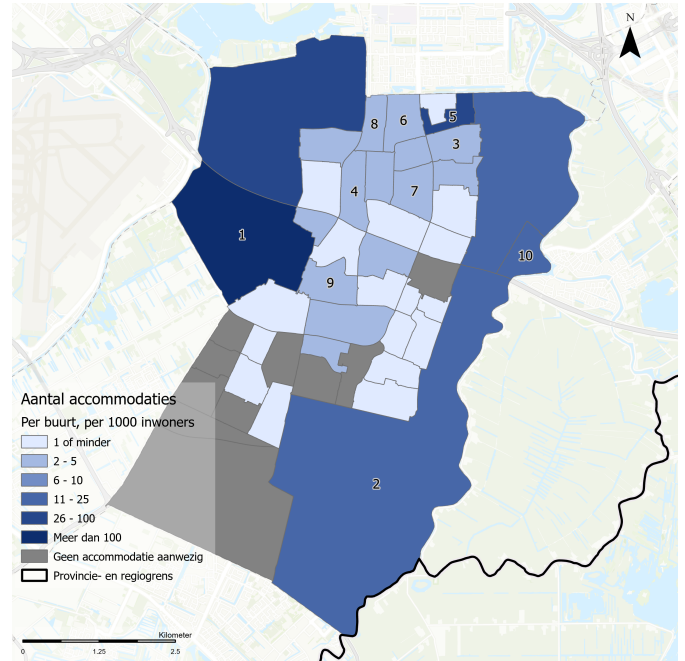 N
8
6
5
3
4
7
1
10
9
2
Aantal accommodaties
Per buurt, per 1000 inwoners
1 of minder
2 - 5
6 - 10
11 - 25
26 - 100
Meer dan 100
Geen accommodatie aanwezig
Provincie- en regiogrens
Kilometer
0 1.25 2.5